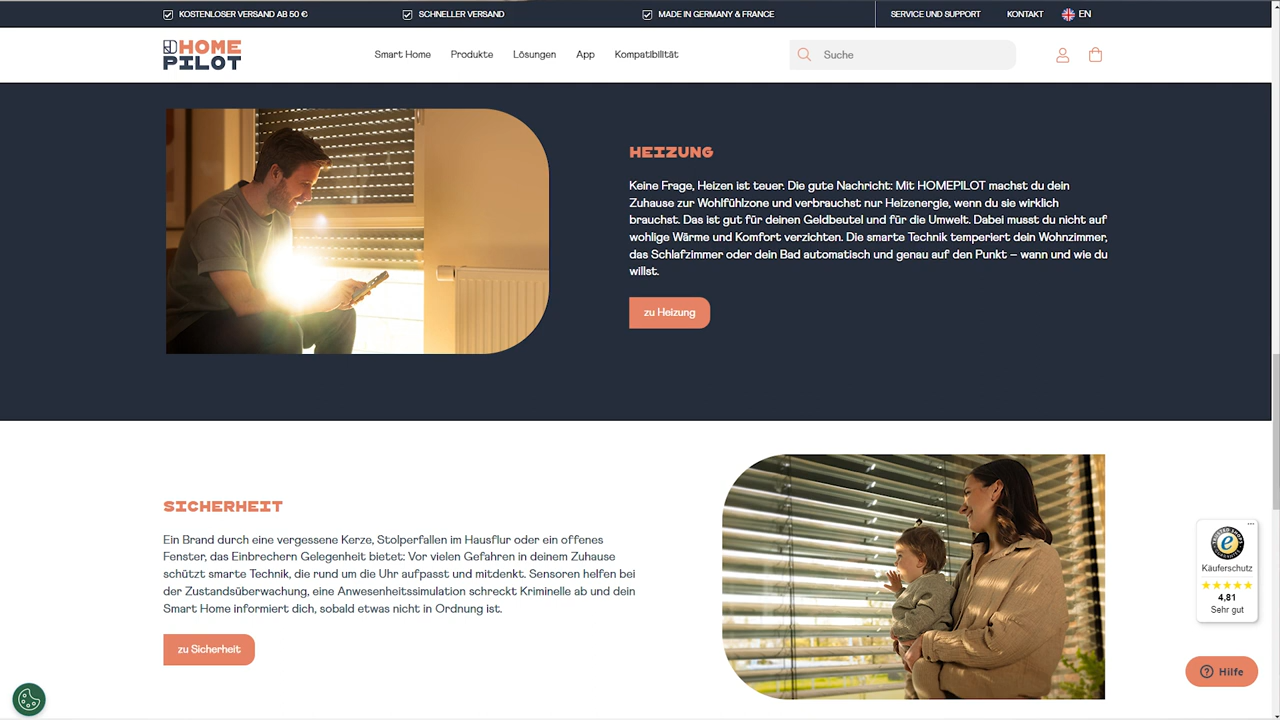 KOSTENLOSER VERSAND AB 50 €
SCHNELLER VERSAND
MADE IN GERMANY & FRANCE
SERVICE UND SUPPORT
KONTAKT
EN
HOME
PILOT
Smart Home
Produkte
Lösungen
App
Kompatibilität
Suche
HEIZUNG
Keine Frage, Heizen ist teuer. Die gute Nachricht: Mit HOMEPILOT machst du dein
Zuhause zur Wohlfühlzone und verbrauchst nur Heizenergie, wenn du sie wirklich
brauchst. Das ist gut für deinen Geldbeutel und für die Umwelt. Dabei musst du nicht auf
wohlige Wärme und Komfort verzichten. Die smarte Technik temperiert dein Wohnzimmer,
das Schlafzimmer oder dein Bad automatisch und genau auf den Punkt – wann und wie du
willst.
zu Heizung
SICHERHEIT
Ein Brand durch eine vergessene Kerze, Stolperfallen im Hausflur oder ein offenes
Fenster, das Einbrechern Gelegenheit bietet: Vor vielen Gefahren in deinem Zuhause
schützt smarte Technik, die rund um die Uhr aufpasst und mitdenkt. Sensoren helfen bei
der Zustandsüberwachung, eine Anwesenheitssimulation schreckt Kriminelle ab und dein
Smart Home informiert dich, sobald etwas nicht in Ordnung ist.
zu Sicherheit
Käuferschutz
4,81
Sehr gut
Hilfe